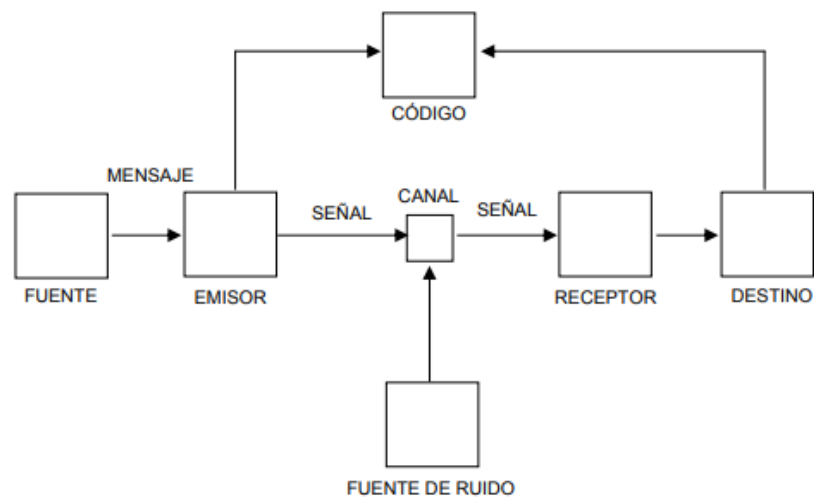 CÓDIGO
MENSAJE
CANAL
SEÑAL
SEÑAL
FUENTE
EMISOR
RECEPTOR
DESTINO
FUENTE DE RUIDO